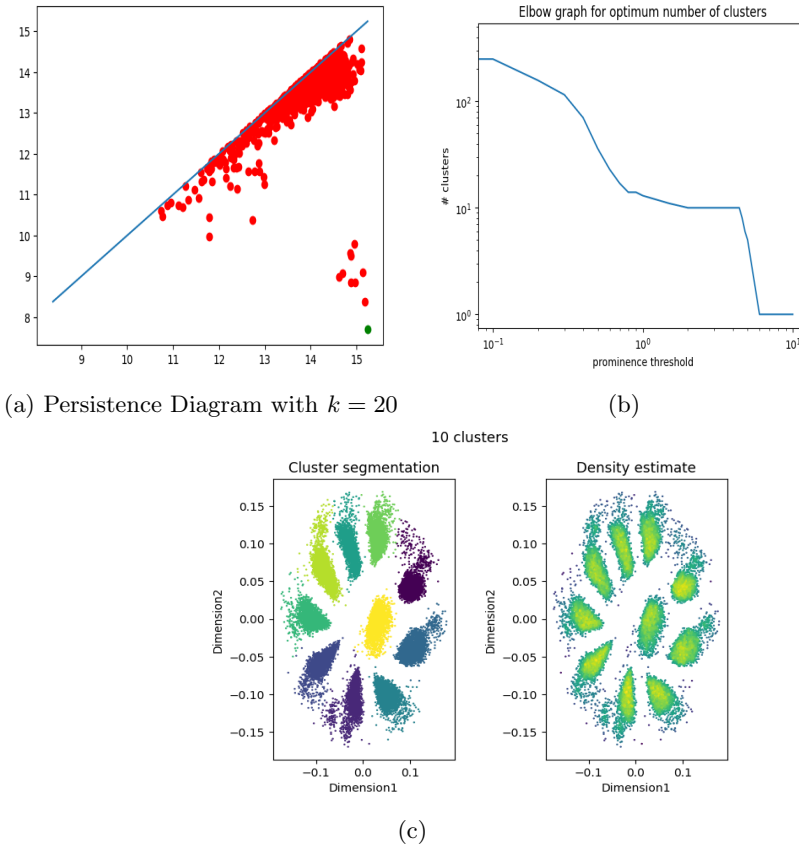 15
14
13
12
11
10
9
8
9 10 11 12 13 14 15
(a) Persistence Diagram with k = 20
Elbow graph for optimum number of clusters
# clusters
10²
10¹
10⁰
10⁻¹ 10⁰ 10¹
prominence threshold
(b)
10 clusters
Cluster segmentation
Dimension2
0.15
0.10
0.05
0.00
−0.05
−0.10
−0.15
−0.1 0.0 0.1
Dimension1
Density estimate
Dimension2
0.15
0.10
0.05
0.00
−0.05
−0.10
−0.15
−0.1 0.0 0.1
Dimension1
(c)